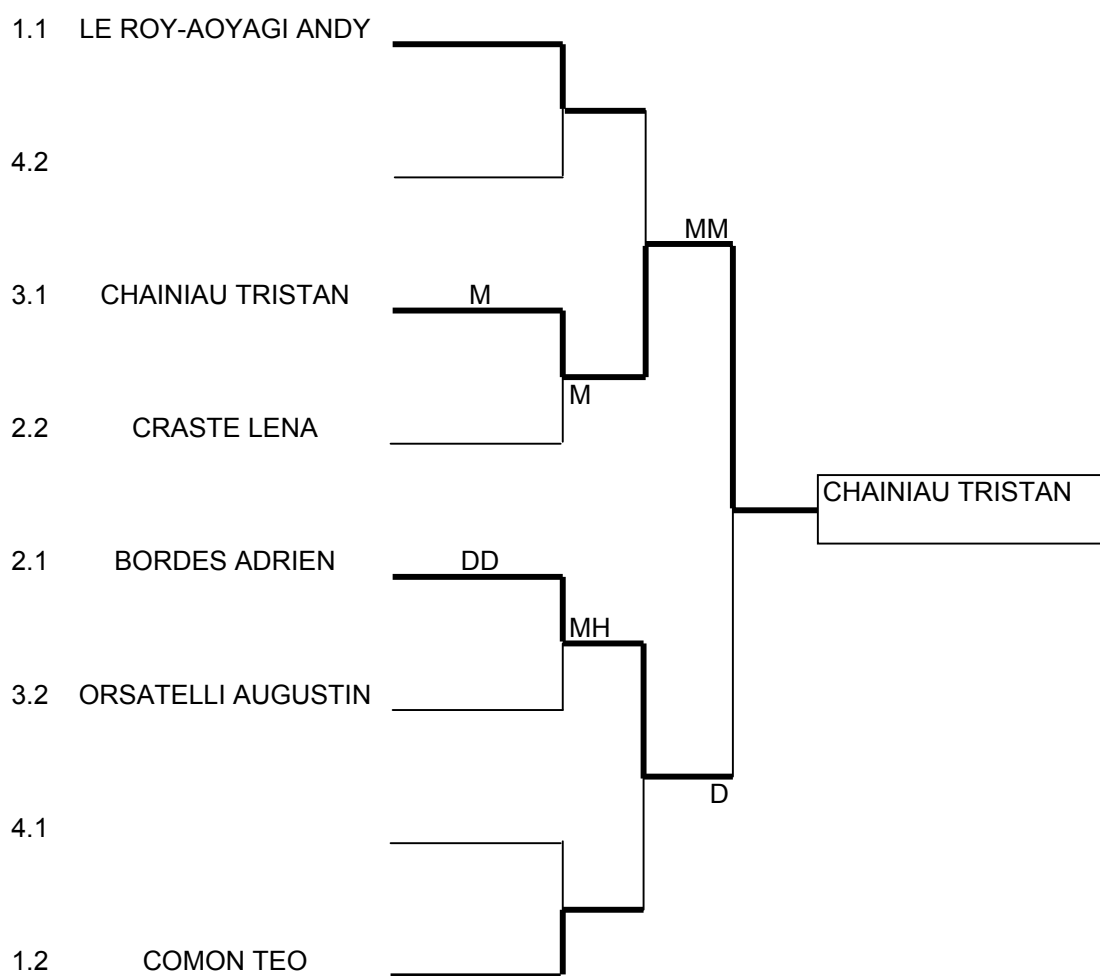 1.1 LE ROY-AOYAGI ANDY
4.2
MM
3.1 CHAINIAU TRISTAN M
M
2.2 CRASTE LENA
CHAINIAU TRISTAN
2.1 BORDES ADRIEN DD
MH
3.2 ORSATELLI AUGUSTIN
D
4.1
1.2 COMON TEO